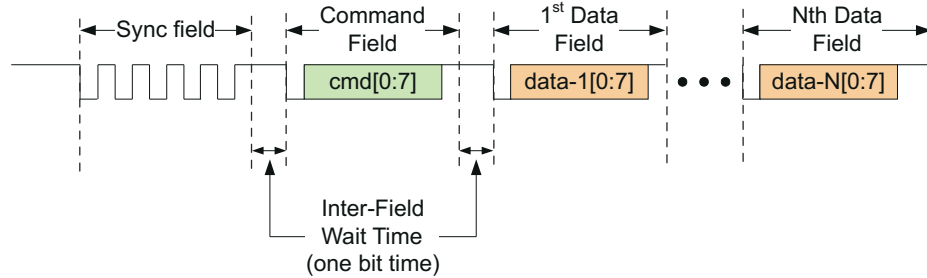 Sync field
Command
Field
1st Data
Field
Nth Data
Field
cmd[0:7]
data-1[0:7]
data-N[0:7]
Inter-Field
Wait Time
(one bit time)